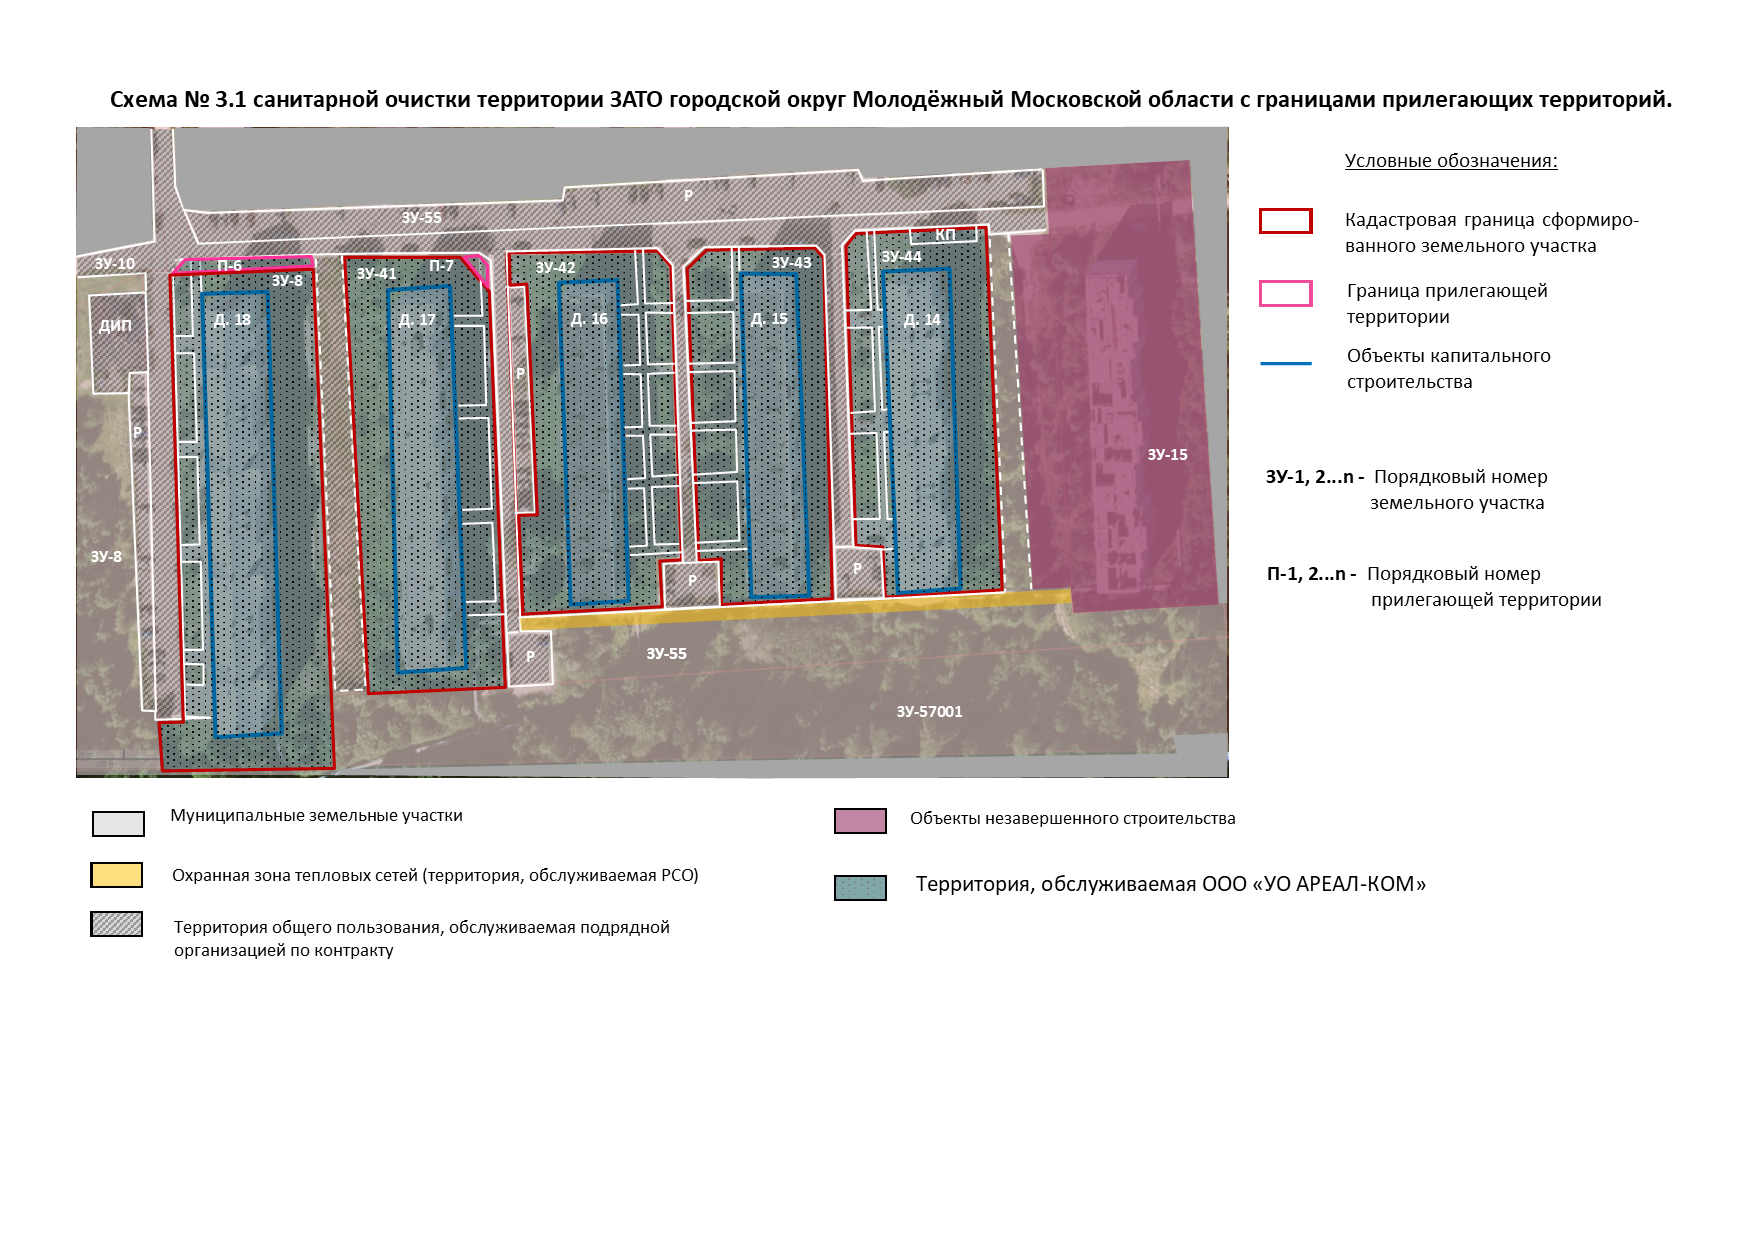 Схема № 3.1 санитарной очистки территории ЗАТО городской округ Молодёжный Московской области с границами прилегающих территорий.
Условные обозначения:
Кадастровая граница сформиро-
ванного земельного участка
Граница прилегающей
территории
Объекты капитального
строительства
ЗУ-1, 2...n - Порядковый номер
земельного участка
П-1, 2...n - Порядковый номер
прилегающей территории
Р
ЗУ-55
КП
ЗУ-10
П-6
ЗУ-8
ЗУ-41
П-7
ЗУ-42
ЗУ-43
ЗУ-44
ДИП
Д. 18
Д. 17
Д. 16
Д. 15
Д. 14
Р
Р
ЗУ-15
ЗУ-8
Р
Р
Р
ЗУ-55
ЗУ-57001
Муниципальные земельные участки
Охранная зона тепловых сетей (территория, обслуживаемая РСО)
Территория общего пользования, обслуживаемая подрядной
организацией по контракту
Объекты незавершенного строительства
Территория, обслуживаемая ООО «УО АРЕАЛ-КОМ»